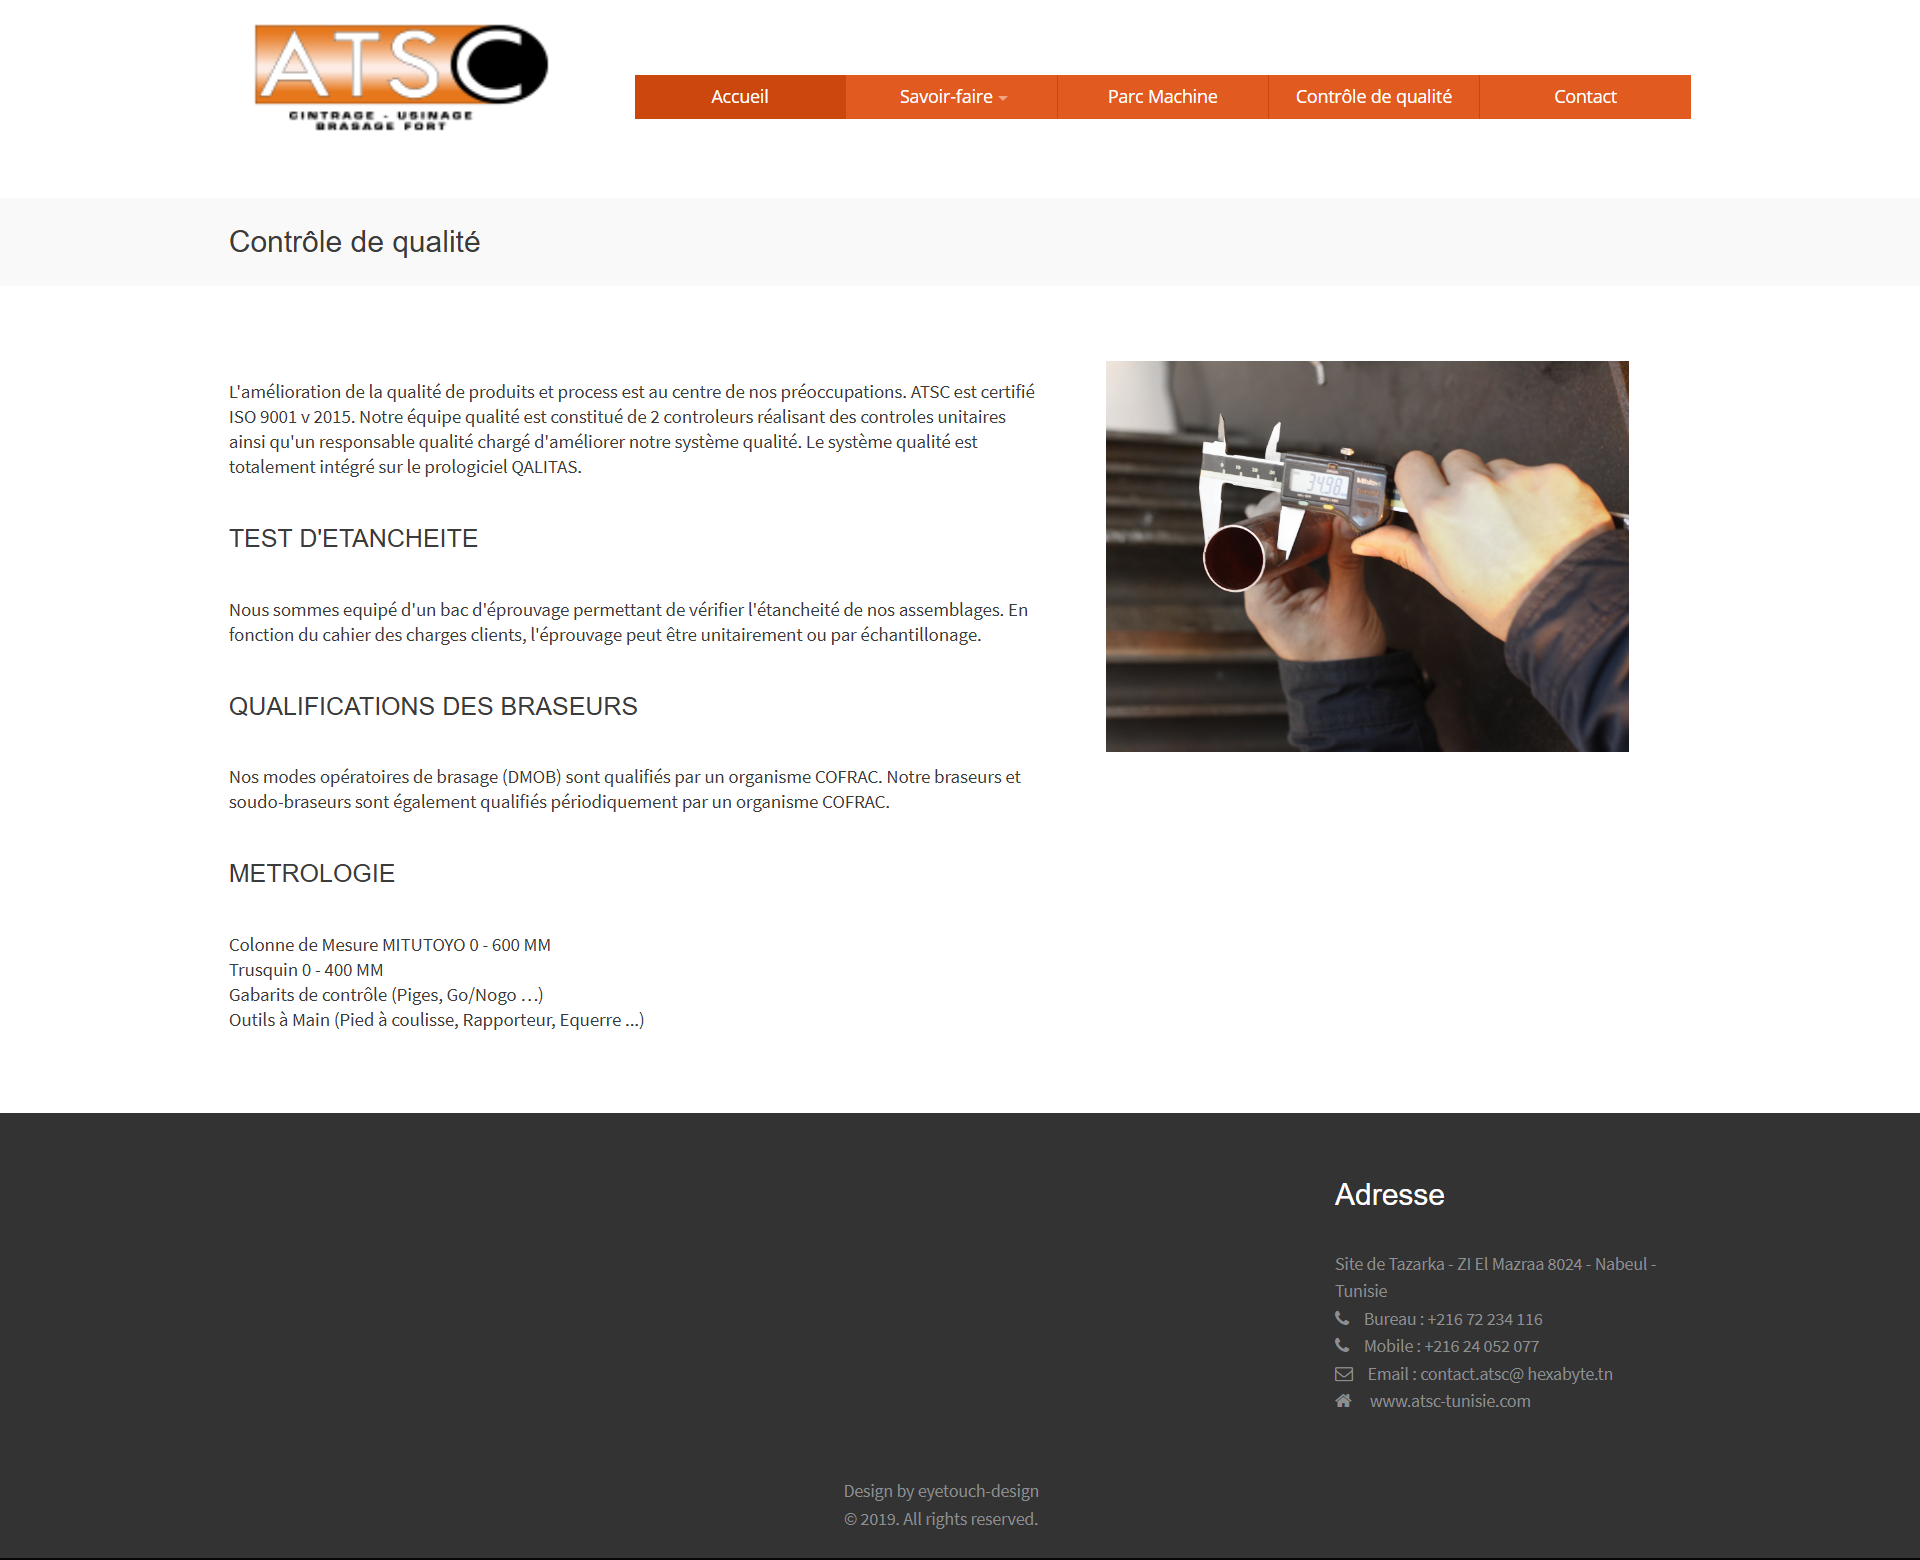 ATSC
CINTRAGE - USINAGE
BRASAGE FORT
Accueil
Savoir-faire
Parc Machine
Contrôle de qualité
Contact
Contrôle de qualité
L'amélioration de la qualité de produits et process est au centre de nos préoccupations. ATSC est certifié
ISO 9001 v 2015. Notre équipe qualité est constitué de 2 controleurs réalisant des controles unitaires
ainsi qu'un responsable qualité chargé d'améliorer notre système qualité. Le système qualité est
totalement intégré sur le prologiciel QALITAS.
TEST D'ETANCHEITE
Nous sommes equipé d'un bac d'éprouvage permettant de vérifier l'étancheité de nos assemblages. En
fonction du cahier des charges clients, l'éprouvage peut être unitairement ou par échantillonage.
QUALIFICATIONS DES BRASEURS
Nos modes opératoires de brasage (DMOB) sont qualifiés par un organisme COFRAC. Notre braseurs et
soudo-braseurs sont également qualifiés périodiquement par un organisme COFRAC.
METROLOGIE
Colonne de Mesure MITUTOYO 0 - 600 MM
Trusquin 0 - 400 MM
Gabarits de contrôle (Piges, Go/Nogo …)
Outils à Main (Pied à coulisse, Rapporteur, Equerre ...)
34.98
Mitutoyo
Adresse
Site de Tazarka - ZI El Mazraa 8024 - Nabeul -
Tunisie
Bureau : +216 72 234 116
Mobile : +216 24 052 077
Email : contact.atsc@ hexabyte.tn
www.atsc-tunisie.com
Design by eyetouch-design
© 2019. All rights reserved.